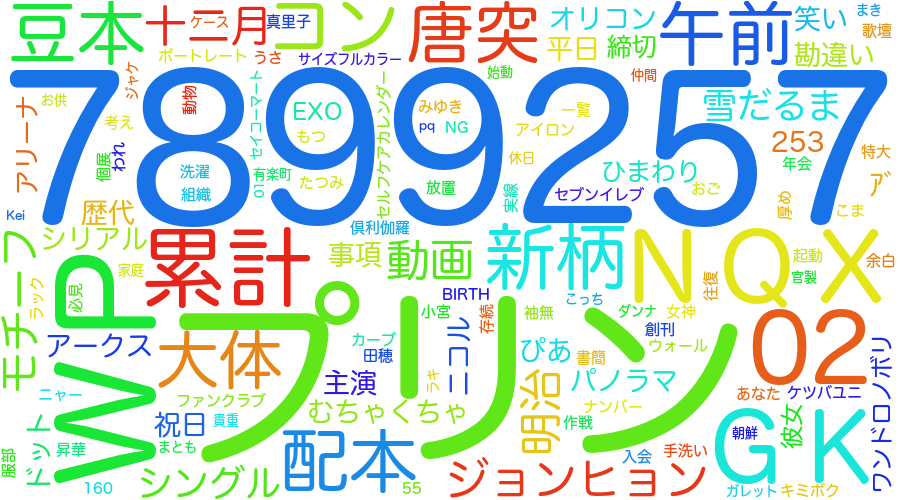 豆本
十二月
ケース
真里子
コン
唐突
オリコン
午前
笑い
まき
歌壇
ポートレート
うさ
サイズフルカラー
平日
締切
勘違い
始動
仲間
ジャケ
お供
アリーナ
考え
個展
われ
動物
セイコーマート
EXO
もつ
セルフケアカレンダー
みゆき
pq
NG
一覧
アイロン
雪だるま
253
年会
特大
7899257
休日
洗濯
組織
有楽町
01
たつみ
放置
実線
ひまわり
セブンイレブ
おご
厚め
ア
こま
Kei
歴代
倶利伽羅
シリアル
累計
事項
動画
新柄
NQX
起動
官製
余白
往復
モチーフ
ラック
必見
家庭
P
プリン
BIRTH
こっち
ダンナ
女神
小宮
存続
袖無
創刊
02
アークス
大体
カープ
田穂
ニコル
ぴあ
書簡
ウォール
ワンドロノボリ
主演
ラキ
明治
パノラマ
あなた
ケツバユニ
ニャー
W
ファンクラブ
むちゃくちゃ
ナンバー
作戦
GK
彼女
朝鮮
ドット
祝日
貴重
まとも
配本
服部
昇華
160
シングル
55
ジョンヒョン
入会
手洗い
ガレット
キミボク